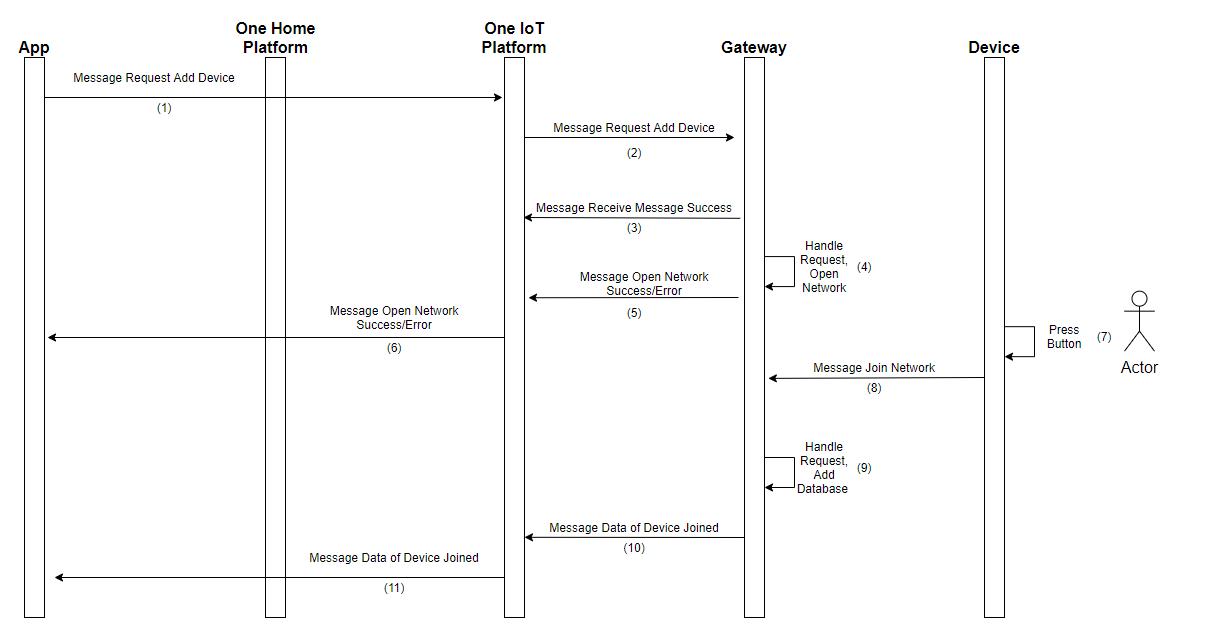 One Home
One IoT
App
Platform
Platform
Gateway
Device
Message Request Add Device
(1)
Message Request Add Device
(2)
Message Receive Message Success
(3)
Handle
Request,
Open
Network
(4)
Message Open Network
Success/Error
(5)
Message Open Network
Success/Error
(6)
Press
Button
(7)
Actor
Message Join Network
(8)
Handle
Request,
Add
Database
(9)
Message Data of Device Joined
(10)
Message Data of Device Joined
(11)